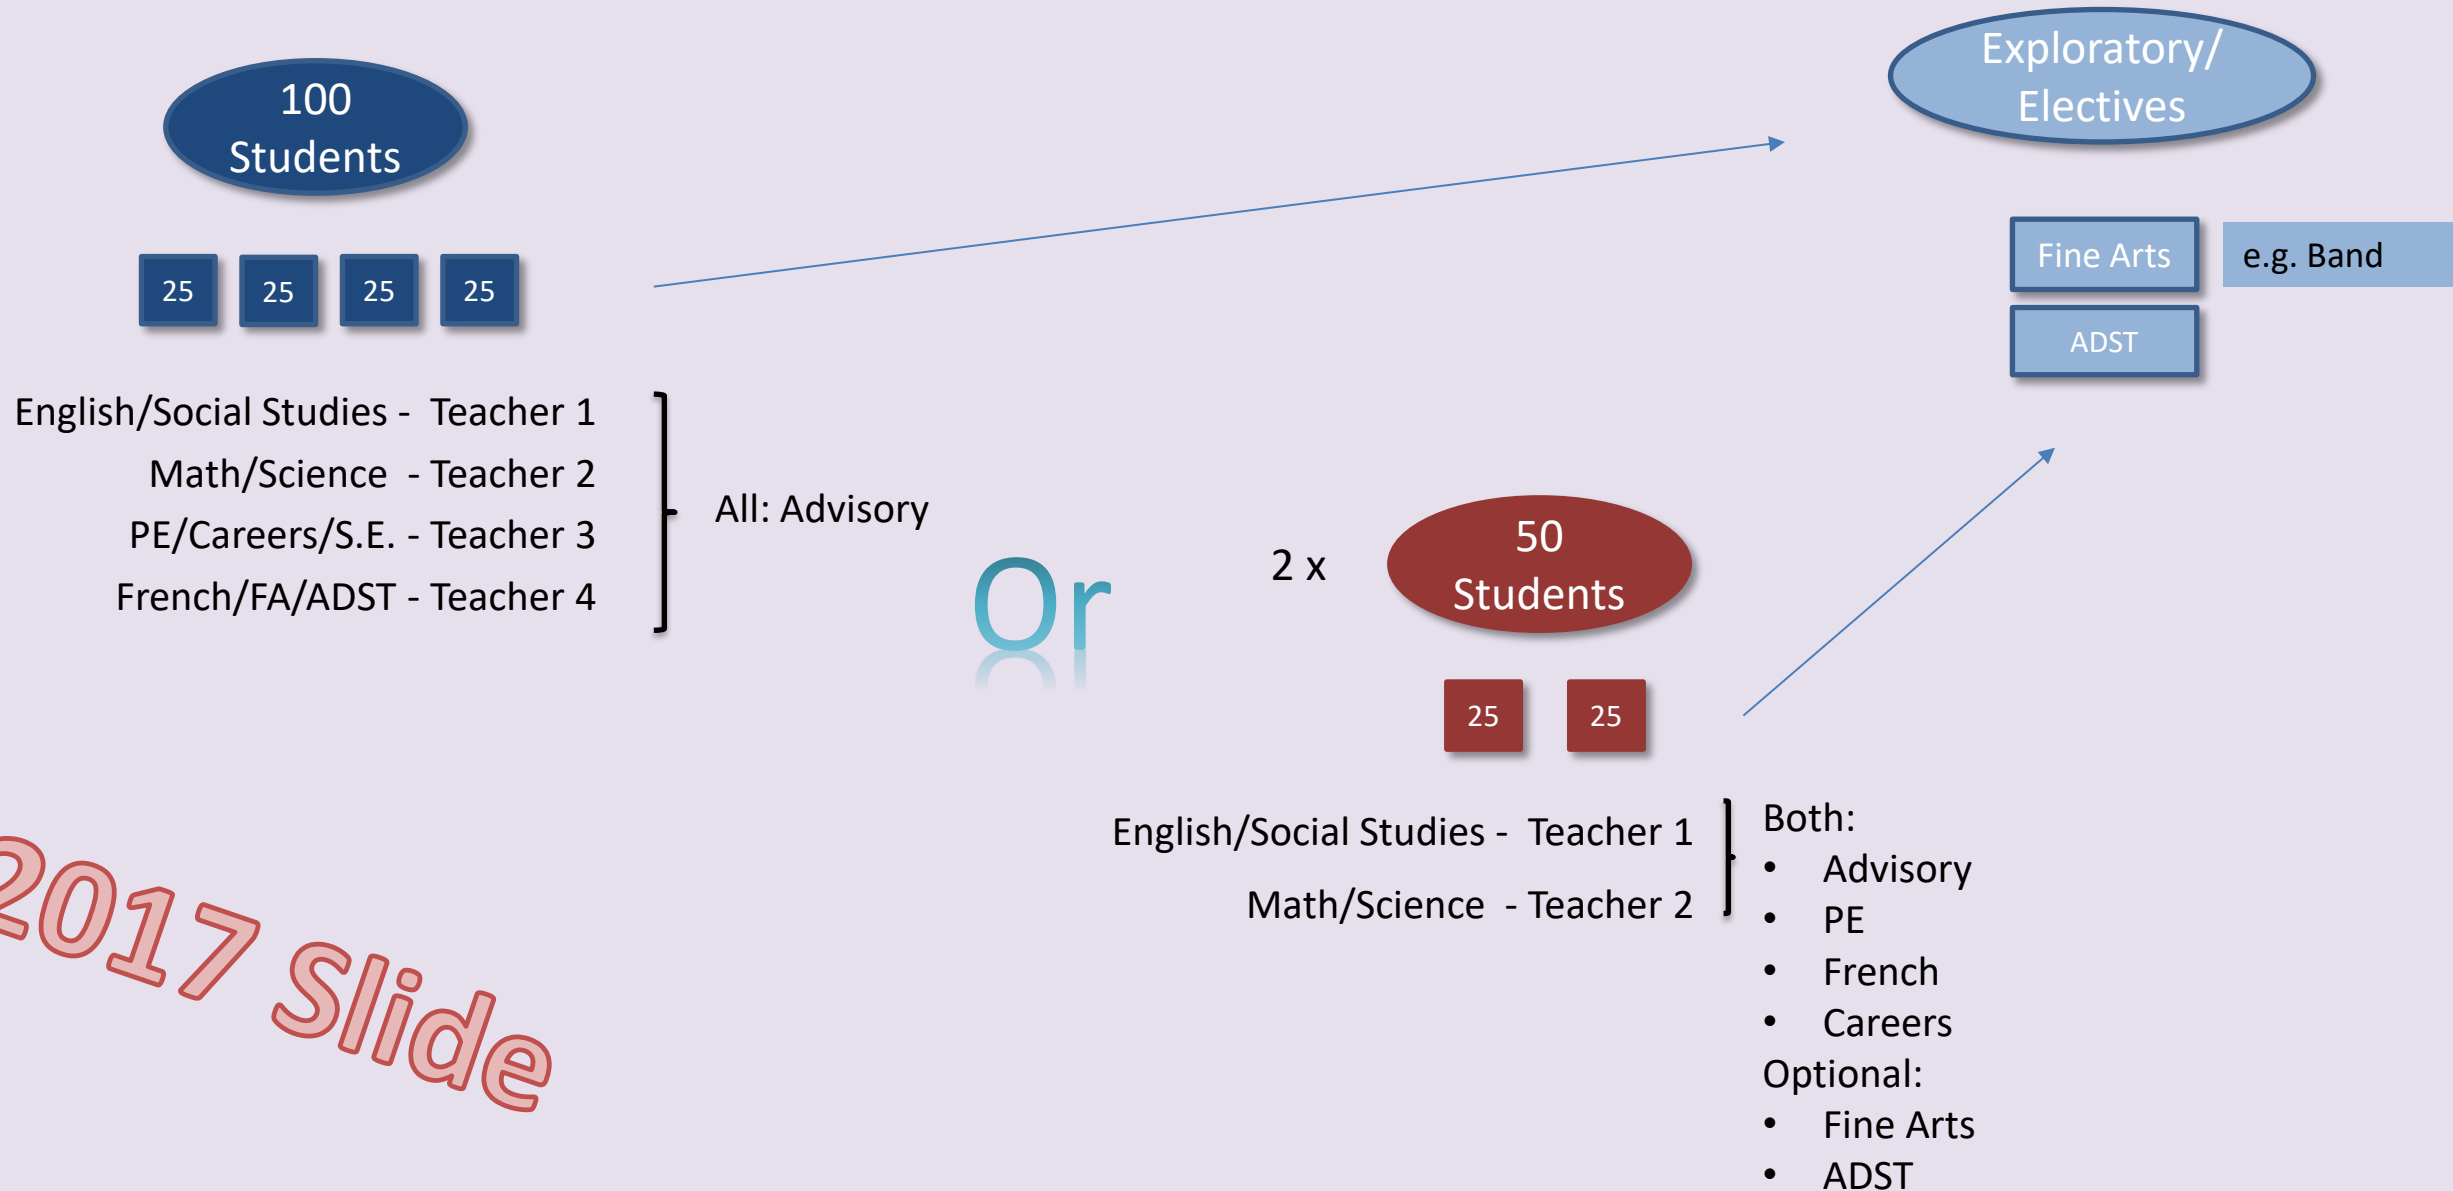 100
Students
25 25 25 25
English/Social Studies - Teacher 1
Math/Science - Teacher 2
PE/Careers/S.E. - Teacher 3
French/FA/ADST - Teacher 4
All: Advisory
Exploratory/
Electives
Fine Arts
e.g. Band
ADST
Or
2 x
50
Students
25 25
English/Social Studies - Teacher 1
Math/Science - Teacher 2
Both:
• Advisory
• PE
• French
• Careers
Optional:
• Fine Arts
• ADST
2017 Slide